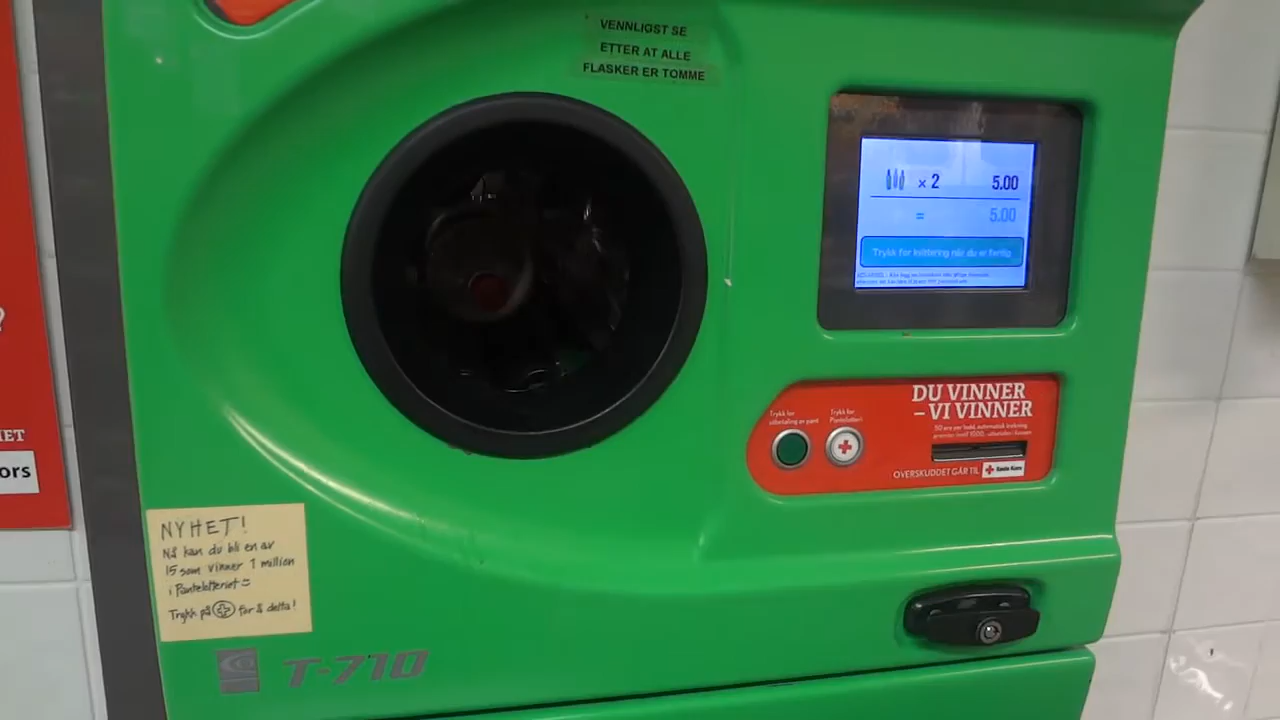 VENNLIGST SE
ETTER AT ALLE
FLASKER ER TOMME
× 2 5.00
= 5.00
Trykk for kvittering når du er ferdig
DU VINNER
– VI VINNER
Trykk for
utbetaling av pant
Trykk for
Pantelotteri
OVERSKUDDET GÅR TIL
Røde Kors
?
ET
ors
NYHET!
Nå kan du bli en av
15 som vinner 1 million
i Pantelotteriet =
Trykk på for å delta!
T-710